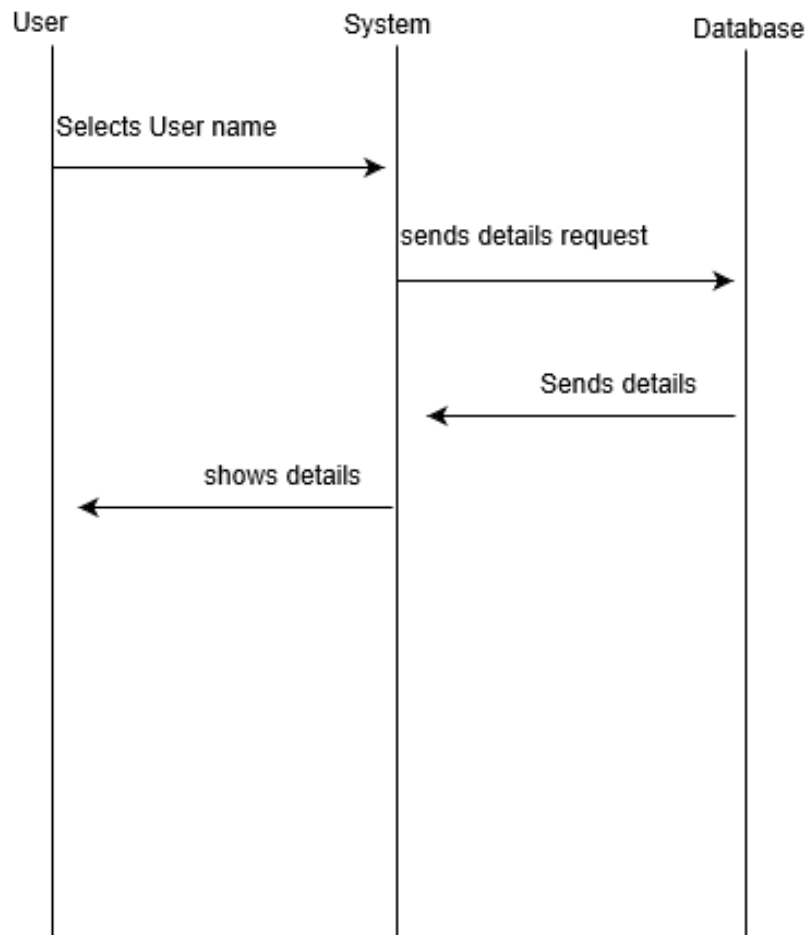 User
System
Database
Selects User name
sends details request
Sends details
shows details